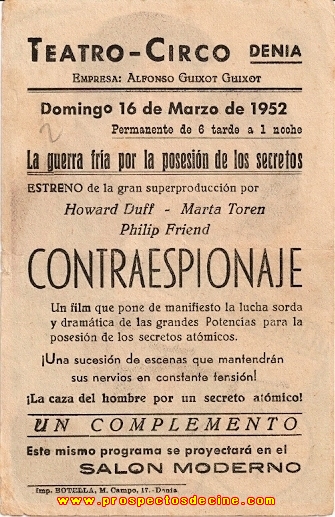 TEATRO-CIRCO DENIA
EMPRESA: ALFONSO GUIXOT GUIXOT
Domingo 16 de Marzo de 1952
Permanente de 6 tarde a 1 noche
2
La guerra fría por la posesión de los secretos
ESTRENO de la gran superproducción por
Howard Duff - Marta Toren
Philip Friend
CONTRAESPIONAJE
Un film que pone de manifiesto la lucha sorda
y dramática de las grandes Potencias para la
posesión de los secretos atómicos.
¡Una sucesión de escenas que mantendrán
sus nervios en constante tensión!
¡La caza del hombre por un secreto atómico!
UN COMPLEMENTO
Este mismo programa se proyectará en el
SALON MODERNO
Imp. BOTELLA, M. Campo, 17.-Denia
www.prospectosdecine.com